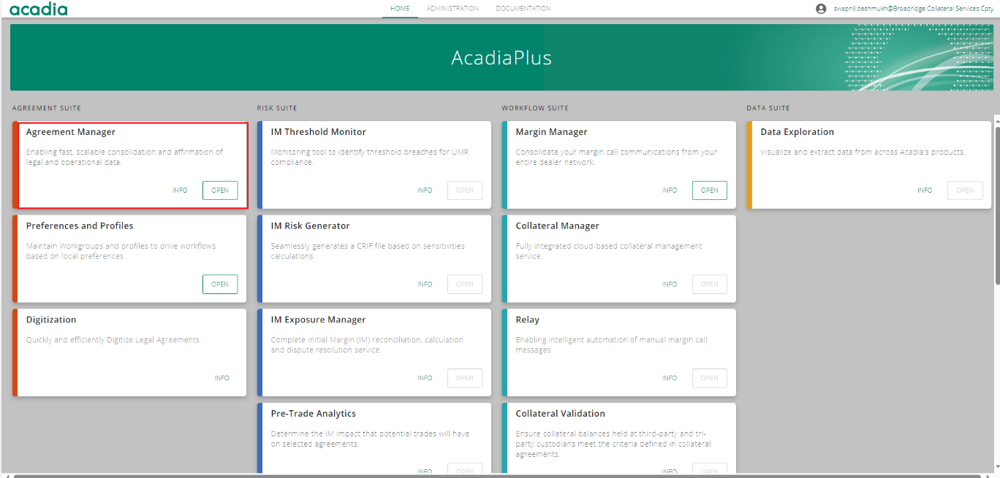 acadia
HOME
ADMINISTRATION
DOCUMENTATION
swapnil.deshmukh@Broadridge Collateral Services Cpty
AcadiaPlus
AGREEMENT SUITE
Agreement Manager
Enabling fast, scalable consolidation and affirmation of
legal and operational data.
INFO
OPEN
Preferences and Profiles
Maintain Workgroups and profiles to drive workflows
based on local preferences.
OPEN
Digitization
Quickly and efficiently Digitize Legal Agreements.
INFO
RISK SUITE
IM Threshold Monitor
Monitoring tool to identify threshold breaches for UMR
compliance.
INFO
OPEN
IM Risk Generator
Seamlessly generates a CRIF file based on sensitivities
calculations.
INFO
OPEN
IM Exposure Manager
Complete Initial Margin (IM) reconciliation, calculation
and dispute resolution service.
INFO
OPEN
Pre-Trade Analytics
Determine the IM impact that potential trades will have
on selected agreements.
INFO
OPEN
WORKFLOW SUITE
Margin Manager
Consolidate your margin call communications from your
entire dealer network.
INFO
OPEN
Collateral Manager
Fully integrated cloud-based collateral management
service.
INFO
OPEN
Relay
Enabling intelligent automation of manual margin call
messages.
INFO
OPEN
Collateral Validation
Ensure collateral balances held at third-party and tri-
party custodians meet the criteria defined in collateral
agreements.
INFO
OPEN
DATA SUITE
Data Exploration
Visualize and extract data from across Acadia's products.
INFO
OPEN